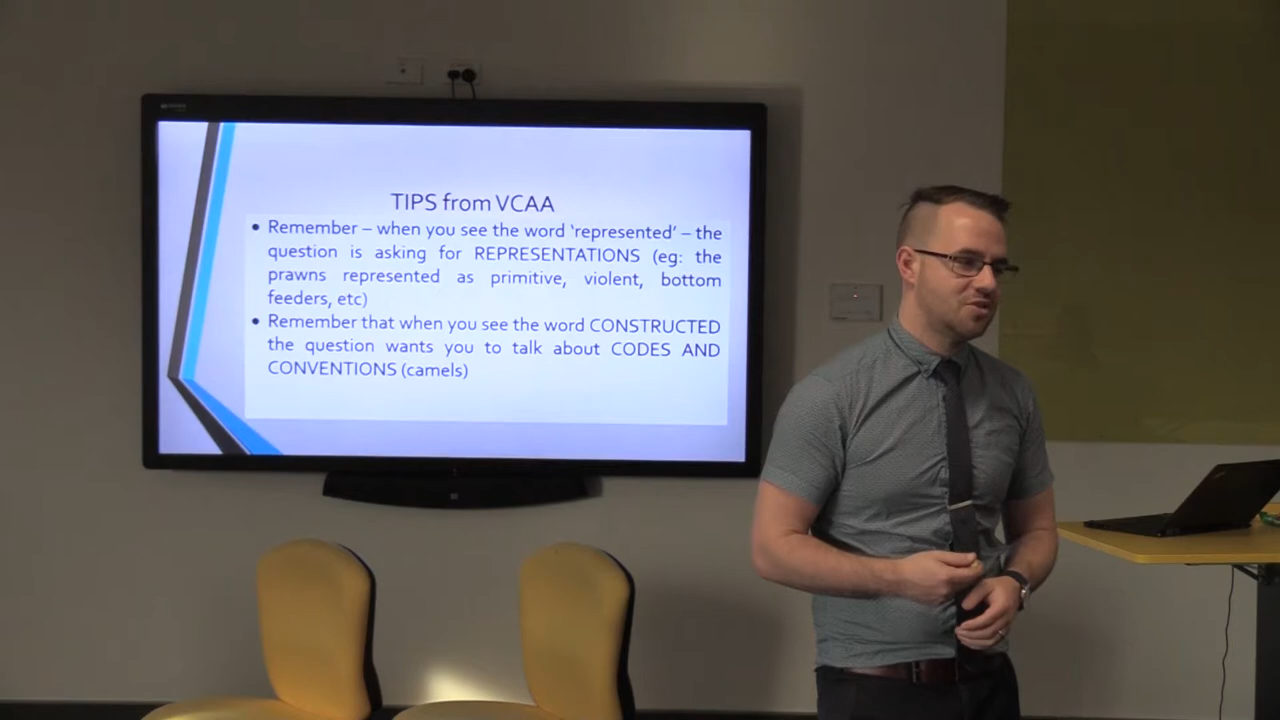 TIPS from VCAA
• Remember – when you see the word ‘represented’ – the
question is asking for REPRESENTATIONS (eg: the
prawns represented as primitive, violent, bottom
feeders, etc)
• Remember that when you see the word CONSTRUCTED
the question wants you to talk about CODES AND
CONVENTIONS (camels)